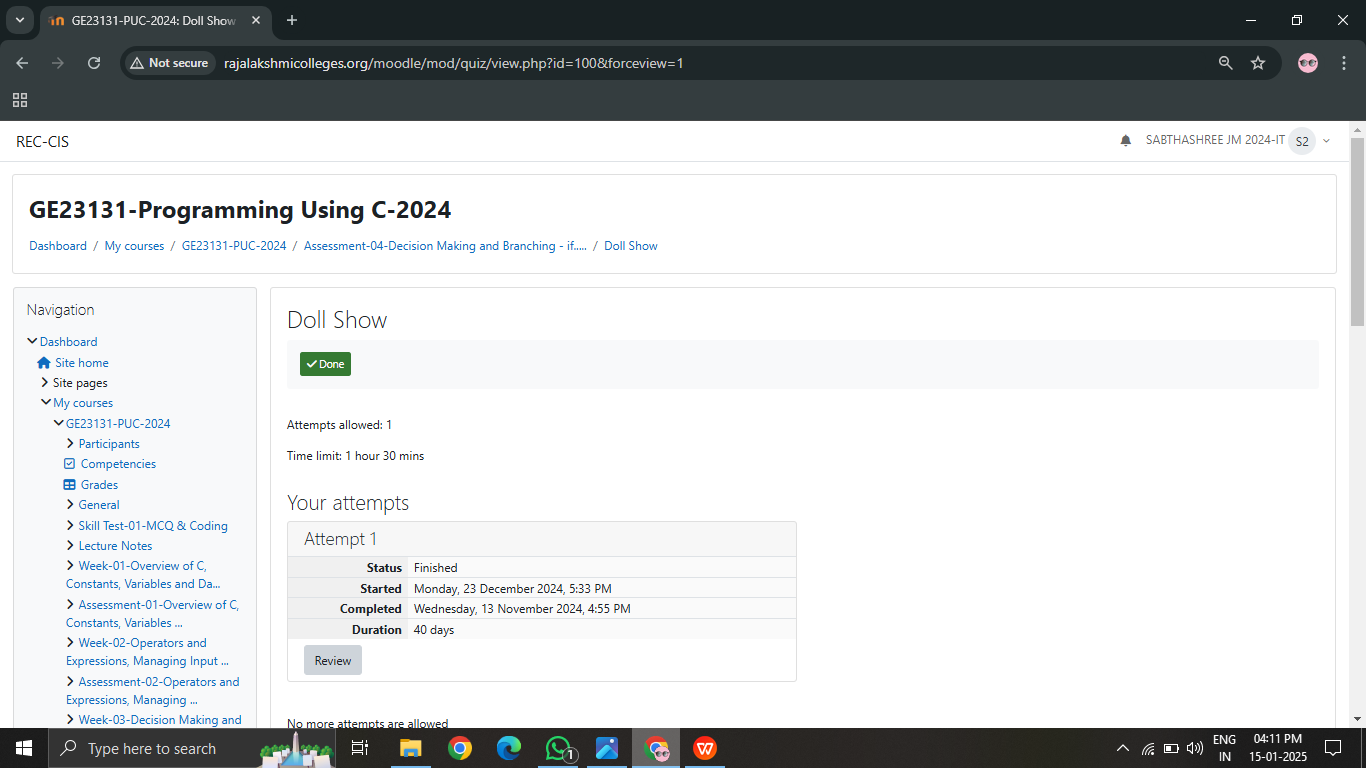 GE23131-PUC-2024: Doll Show
Not secure
rajalakshmicolleges.org/moodle/mod/quiz/view.php?id=100&forceview=1
REC-CIS
SABTHASHREE JM 2024-IT S2
GE23131-Programming Using C-2024
Dashboard / My courses / GE23131-PUC-2024 / Assessment-04-Decision Making and Branching - if..... / Doll Show
Navigation
Dashboard
Site home
Site pages
My courses
GE23131-PUC-2024
Participants
Competencies
Grades
General
Skill Test-01-MCQ & Coding
Lecture Notes
Week-01-Overview of C,
Constants, Variables and Da...
Assessment-01-Overview of C,
Constants, Variables ...
Week-02-Operators and
Expressions, Managing Input ...
Assessment-02-Operators and
Expressions, Managing ...
Week-03-Decision Making and
Doll Show
Done
Attempts allowed: 1
Time limit: 1 hour 30 mins
Your attempts
Attempt 1
Status Finished
Started Monday, 23 December 2024, 5:33 PM
Completed Wednesday, 13 November 2024, 4:55 PM
Duration 40 days
Review
No more attempts are allowed
Type here to search
1
W
ENG
IN
04:11 PM
15-01-2025